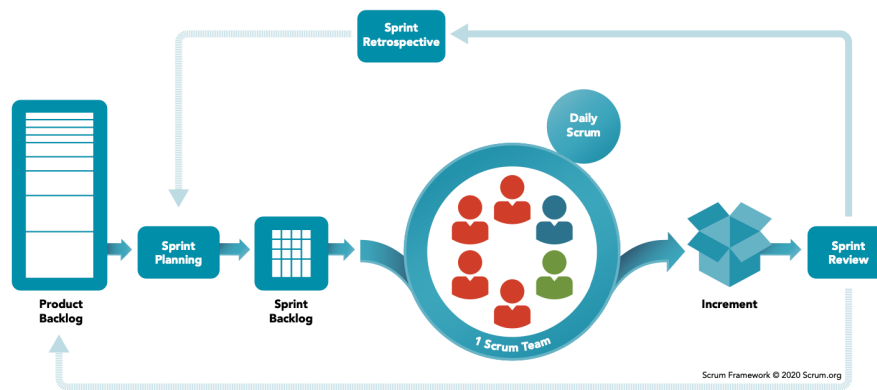 Sprint
Retrospective
Daily
Scrum
Sprint
Planning
Sprint
Review
Product
Backlog
Sprint
Backlog
Increment
1 Scrum Team
Scrum Framework © 2020 Scrum.org